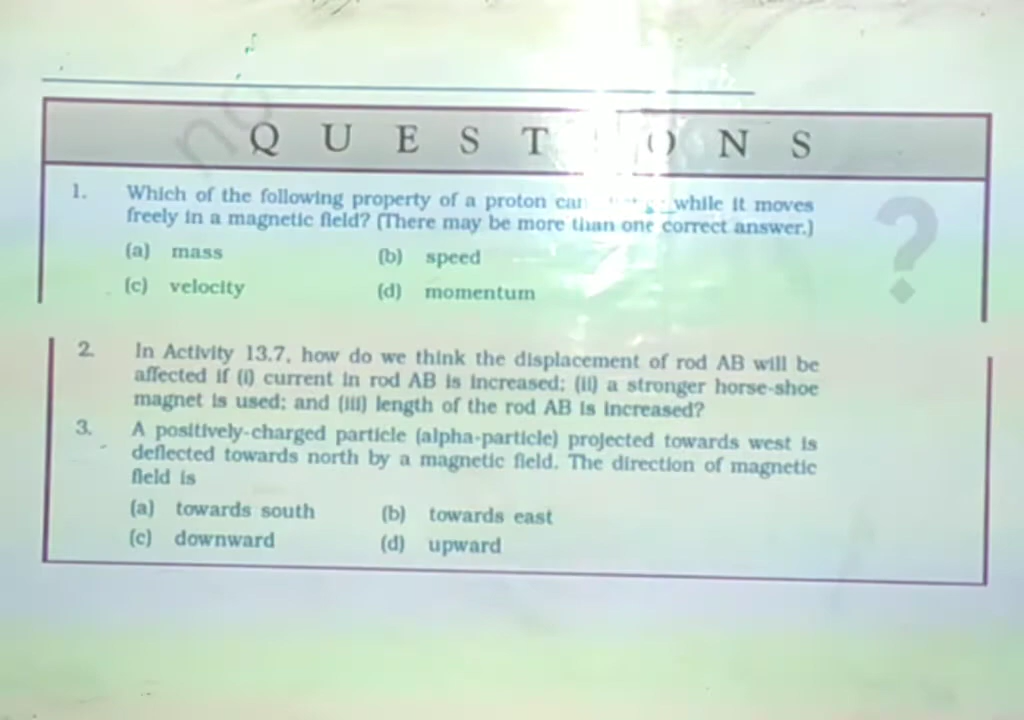 QUEST ONS
1. Which of the following property of a proton can while it moves
freely in a magnetic field? (There may be more than one correct answer.)
(a) mass (b) speed
(c) velocity (d) momentum
2. In Activity 13.7, how do we think the displacement of rod AB will be
affected if (i) current in rod AB is increased; (ii) a stronger horse-shoe
magnet is used; and (iii) length of the rod AB is increased?
3. A positively-charged particle (alpha-particle) projected towards west is
deflected towards north by a magnetic field. The direction of magnetic
field is
(a) towards south (b) towards east
(c) downward (d) upward
?